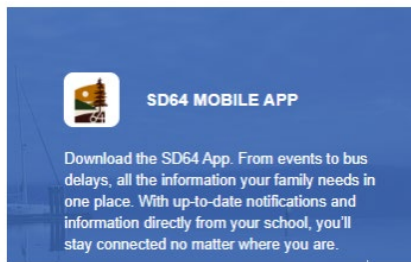 SD64 MOBILE APP
Download the SD64 App. From events to bus
delays, all the information your family needs in
one place. With up-to-date notifications and
information directly from your school, you'll
stay connected no matter where you are.